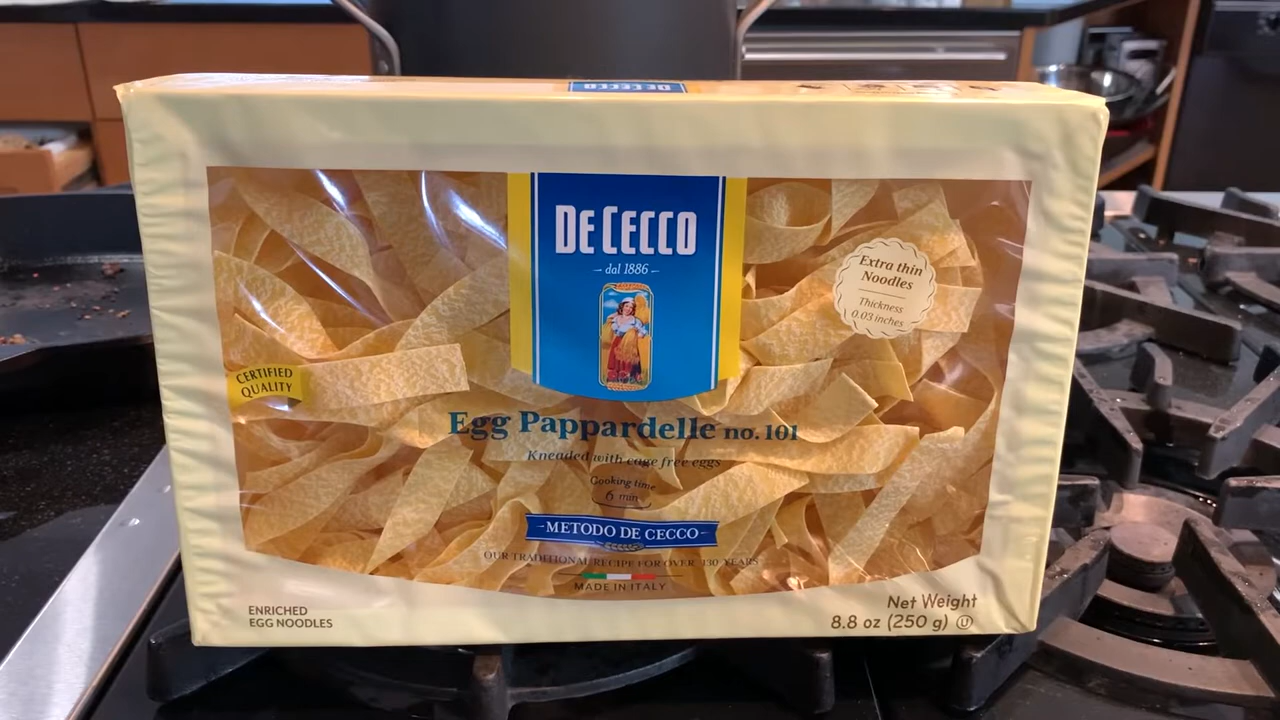 DE CECCO
DE CECCO
dal 1886
Extra thin
Noodles
Thickness
0.03 inches
CERTIFIED
QUALITY
Egg Pappardelle no. 101
Kneaded with cage free eggs
Cooking time
6 min
METODO DE CECCO
OUR TRADITIONAL RECIPE FOR OVER 130 YEARS
MADE IN ITALY
ENRICHED
EGG NOODLES
Net Weight
8.8 oz (250 g) U